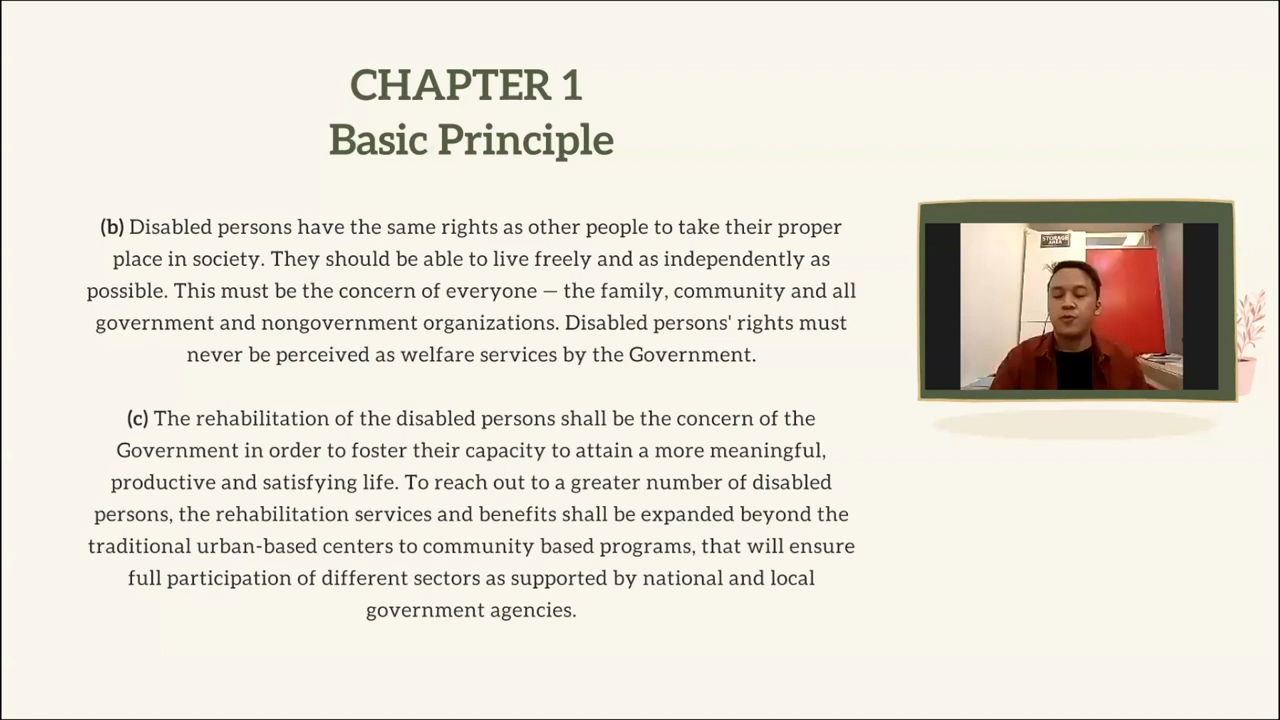 CHAPTER 1
Basic Principle
(b) Disabled persons have the same rights as other people to take their proper
place in society. They should be able to live freely and as independently as
possible. This must be the concern of everyone — the family, community and all
government and nongovernment organizations. Disabled persons' rights must
never be perceived as welfare services by the Government.
(c) The rehabilitation of the disabled persons shall be the concern of the
Government in order to foster their capacity to attain a more meaningful,
productive and satisfying life. To reach out to a greater number of disabled
persons, the rehabilitation services and benefits shall be expanded beyond the
traditional urban-based centers to community based programs, that will ensure
full participation of different sectors as supported by national and local
government agencies.
STORAGE
AREA